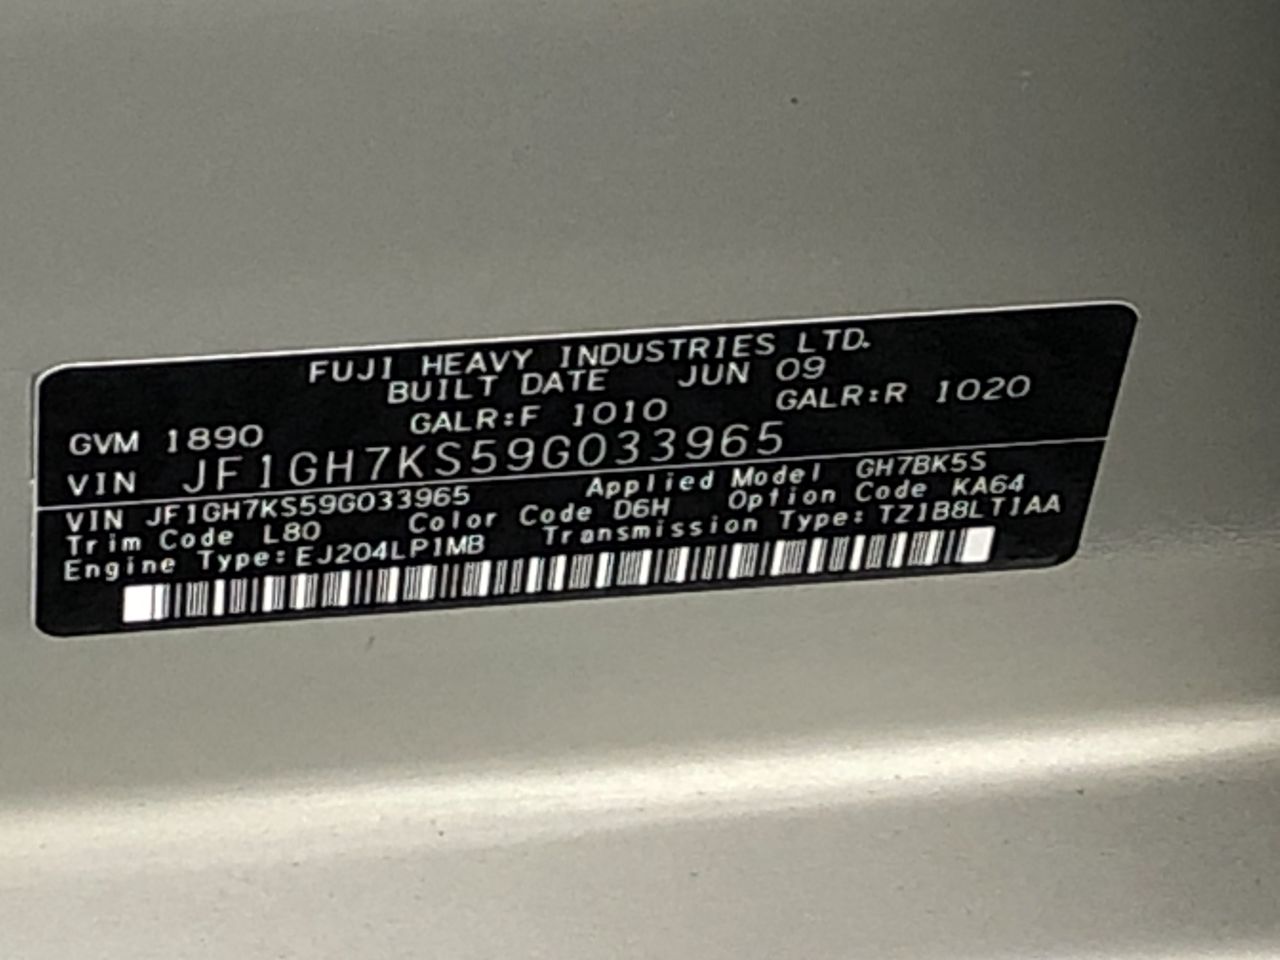 FUJI HEAVY INDUSTRIES LTD.
BUILT DATE JUN 09
GVM 1890 GALR:F 1010 GALR:R 1020
VIN JF1GH7KS59G033965
VIN JF1GH7KS59G033965 Applied Model GH7BK5S
Trim Code L80 Color Code D6H Option Code KA64
Engine Type:EJ204LP1MB Transmission Type:TZ1B8LT1AA